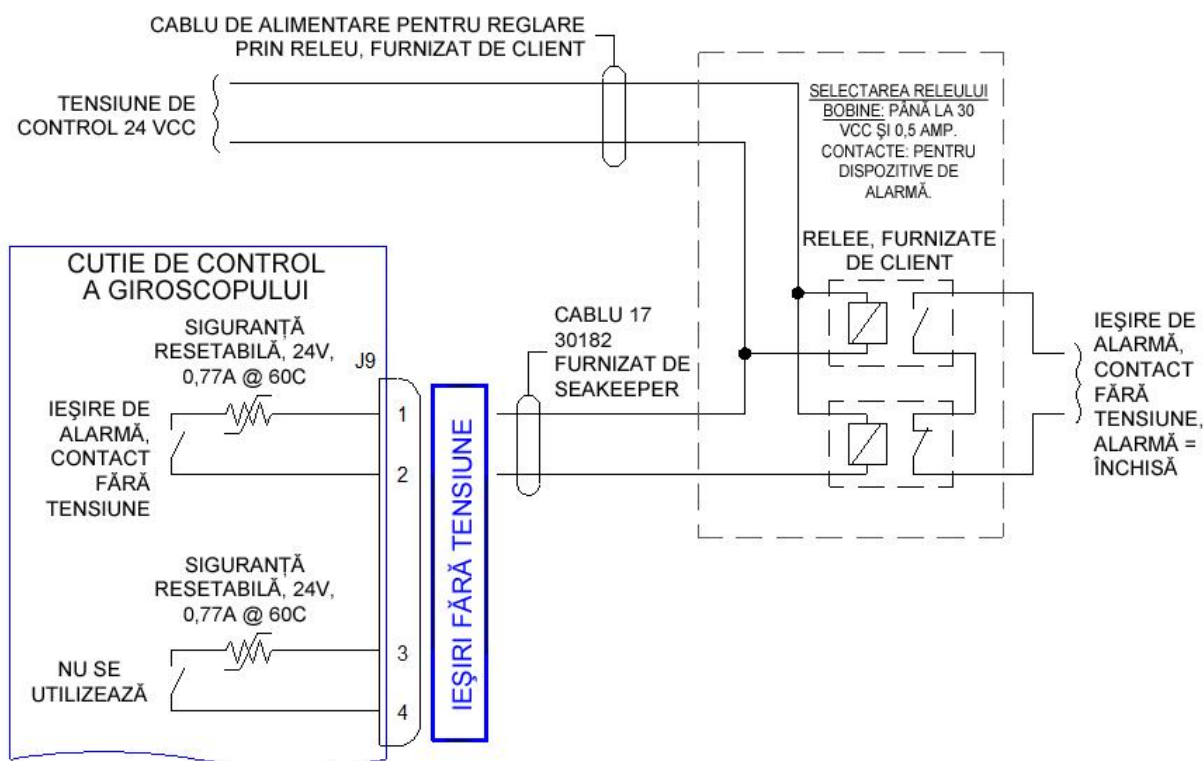 CABLU DE ALIMENTARE PENTRU REGLARE
PRIN RELEU, FURNIZAT DE CLIENT
TENSIUNE DE
CONTROL 24 VCC
SELECTAREA RELEULUI
BOBINE: PÂNĂ LA 30
VCC ŞI 0,5 AMP.
CONTACTE: PENTRU
DISPOZITIVE DE
ALARMĂ.
RELEE, FURNIZATE
DE CLIENT
CUTIE DE CONTROL
A GIROSCOPULUI
SIGURANȚĂ
RESETABILĂ, 24V,
0,77A @ 60C
J9
IEŞIRE DE
ALARMĂ,
CONTACT
FĂRĂ
TENSIUNE
1
2
CABLU 17
30182
FURNIZAT DE
SEAKEEPER
IEŞIRE DE
ALARMĂ,
CONTACT
FĂRĂ
TENSIUNE,
ALARMĂ =
ÎNCHISĂ
IEŞIRI FĂRĂ TENSIUNE
SIGURANȚĂ
RESETABILĂ, 24V,
0,77A @ 60C
NU SE
UTILIZEAZĂ
3
4